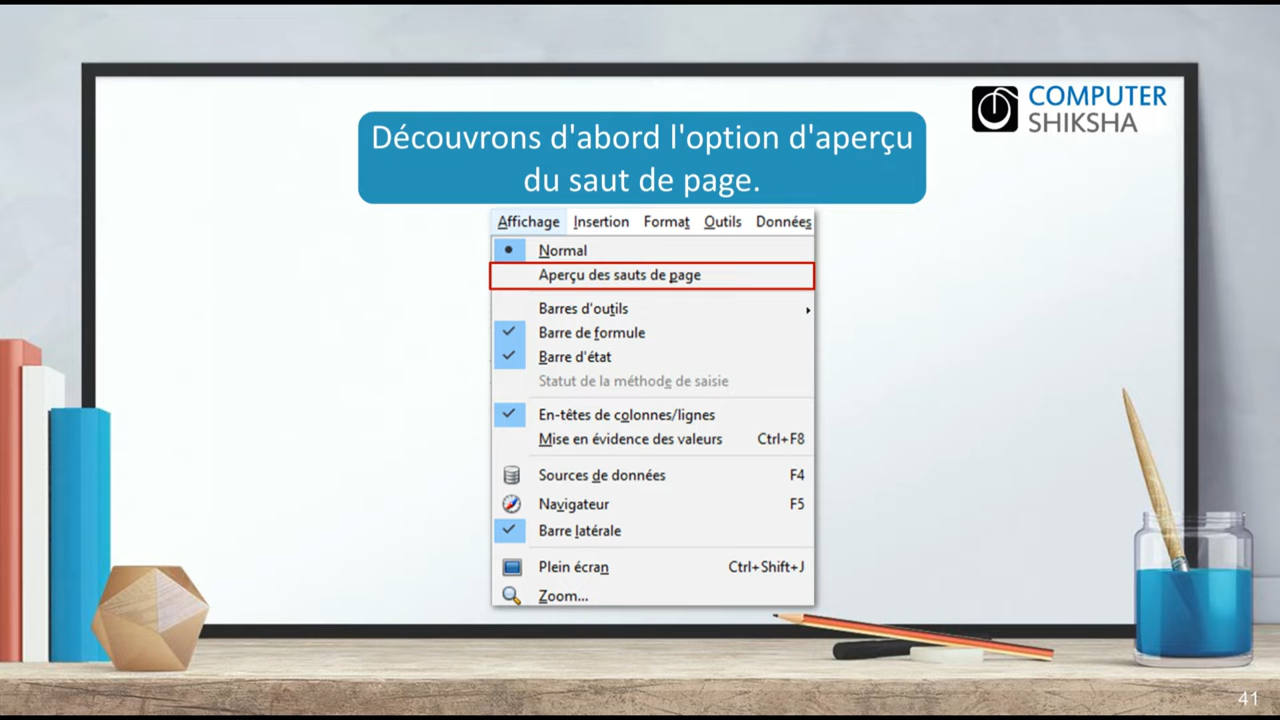 COMPUTER
SHIKSHA
Découvrons d'abord l'option d'aperçu
du saut de page.
Affichage Insertion Format Outils Données
Normal
Aperçu des sauts de page
Barres d'outils
Barre de formule
Barre d'état
Statut de la méthode de saisie
En-têtes de colonnes/lignes
Mise en évidence des valeurs Ctrl+F8
Sources de données F4
Navigateur F5
Barre latérale
Plein écran Ctrl+Shift+J
Zoom...
41